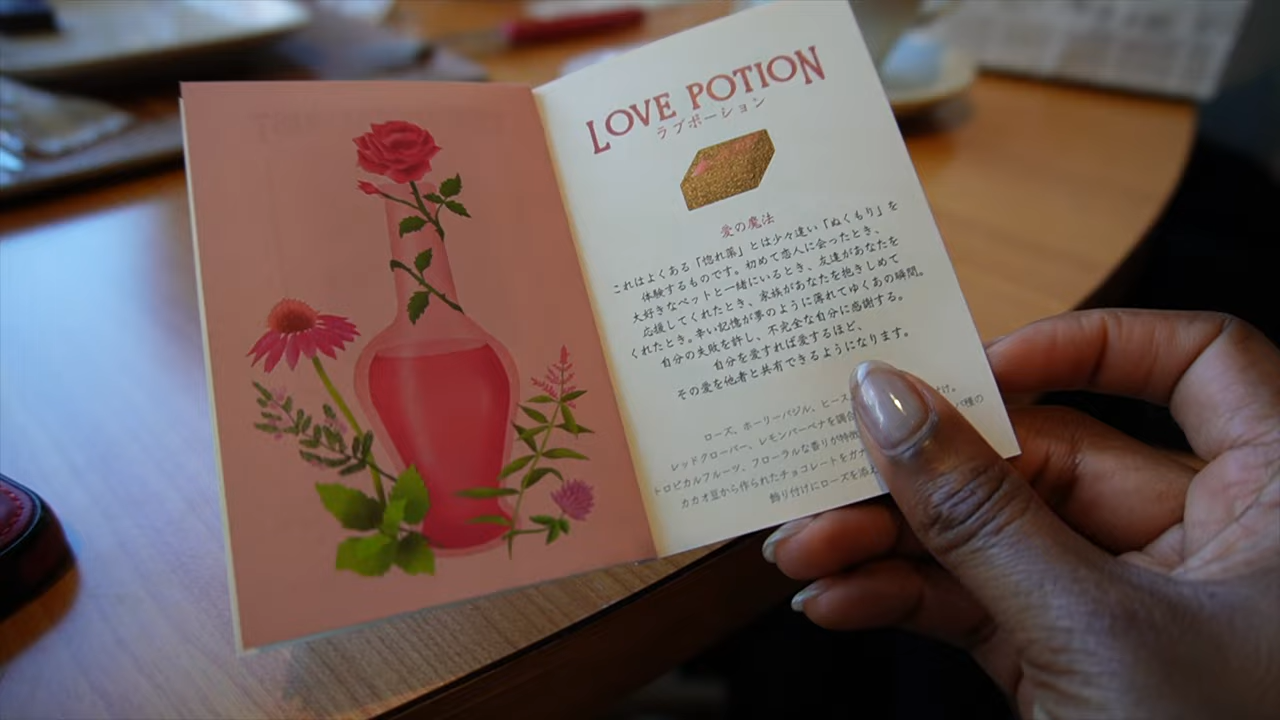 LOVE POTION
ラブポーション
愛の魔法
これはよくある「惚れ薬」とは少々違い「ぬくもり」を
体験するものです。初めて恋人に会ったとき、
大好きなペットと一緒にいるとき、友達があなたを
応援してくれたとき、家族があなたを抱きしめて
くれたとき。辛い記憶が夢のように薄れてゆくあの瞬間。
自分の失敗を許し、不完全な自分に感謝する。
自分を愛すれば愛するほど、
その愛を他者と共有できるようになります。
ローズ、ホーリーバジル、ヒース、
レッドクローバー、レモンバーベナを調合
トロピカルフルーツ、フローラルな香りが特徴 種の
カカオ豆から作られたチョコレートをガナ
飾り付けにローズを添え